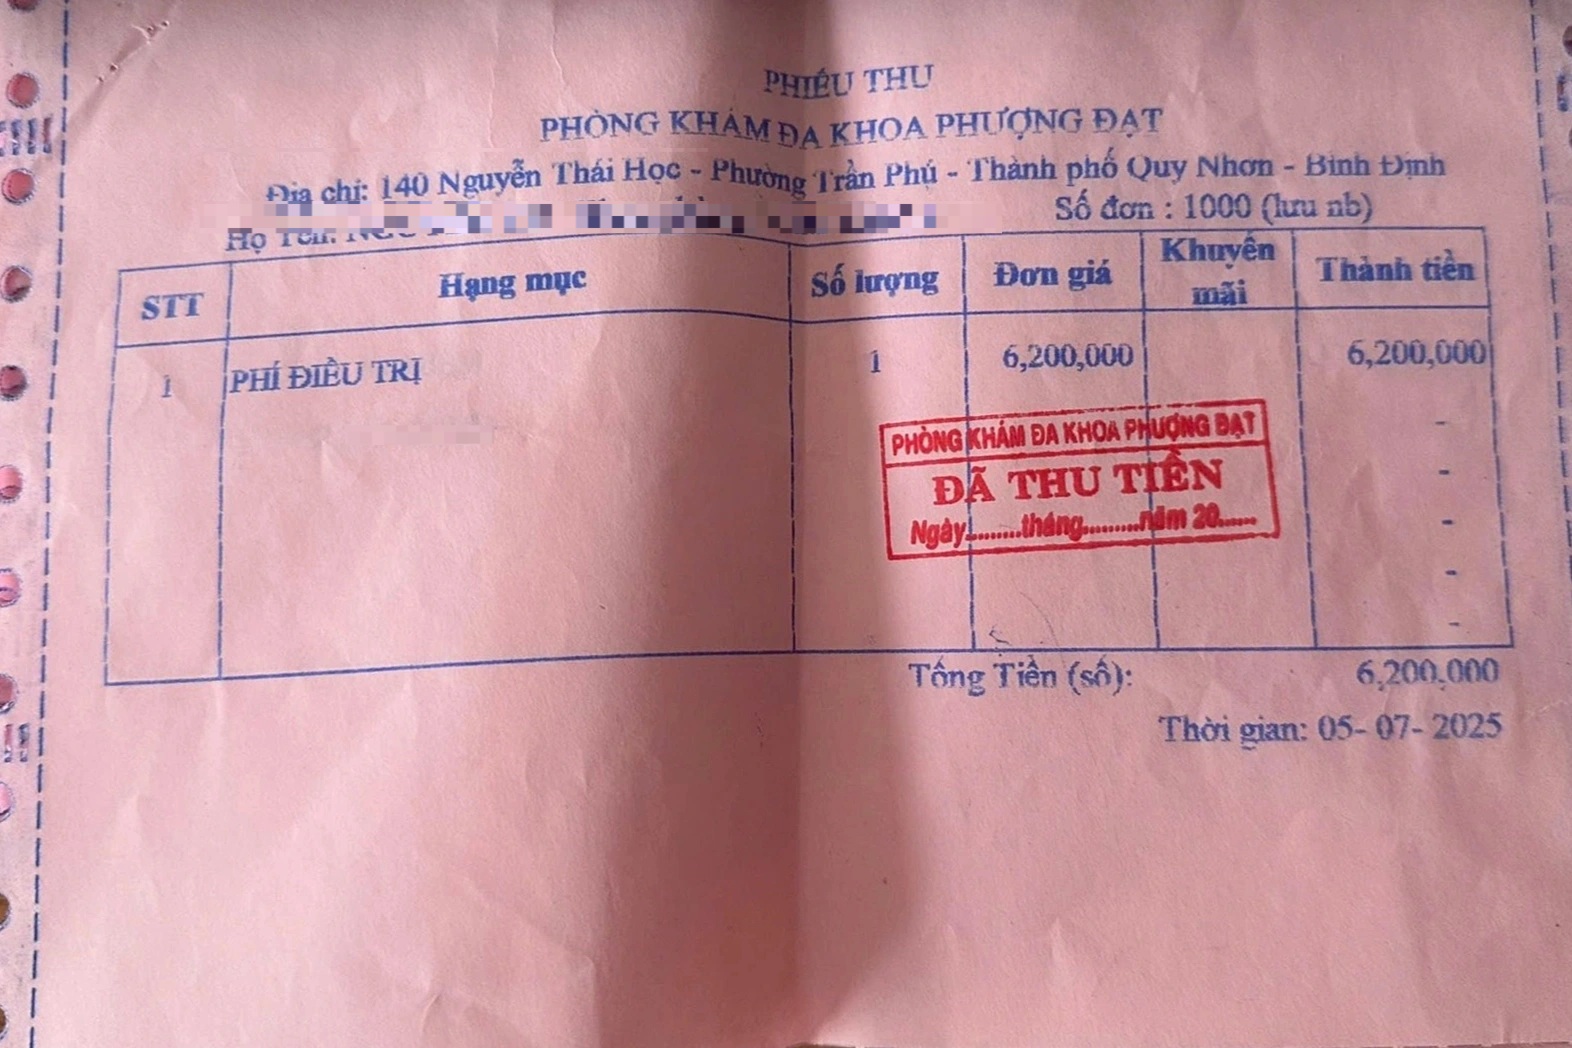 PHIẾU THU
PHÒNG KHÁM ĐA KHOA PHƯỢNG ĐẠT
Địa chỉ: 140 Nguyễn Thái Học - Phường Trần Phú - Thành phố Quy Nhơn - Bình Định
Số đơn : 1000 (lưu nb)
Họ Tên:
STT Hạng mục Số lượng Đơn giá Khuyến mãi Thành tiền
1 PHÍ ĐIỀU TRỊ 1 6,200,000 6,200,000
-
-
-
-
-
PHÒNG KHÁM ĐA KHOA PHƯỢNG ĐẠT
ĐÃ THU TIỀN
Ngày.........tháng.........năm 20......
Tổng Tiền (số): 6,200,000
Thời gian: 05- 07- 2025